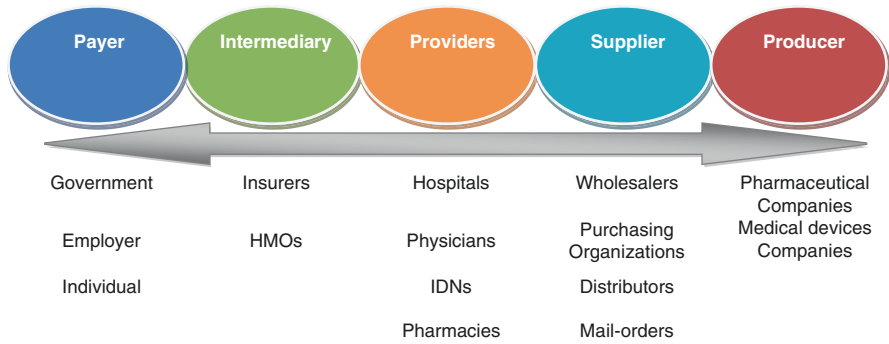 Payer
Intermediary
Providers
Supplier
Producer
Government
Insurers
Hospitals
Wholesalers
Pharmaceutical
Companies
Medical devices
Companies
Employer
HMOs
Physicians
Purchasing
Organizations
Individual
IDNs
Distributors
Pharmacies
Mail-orders